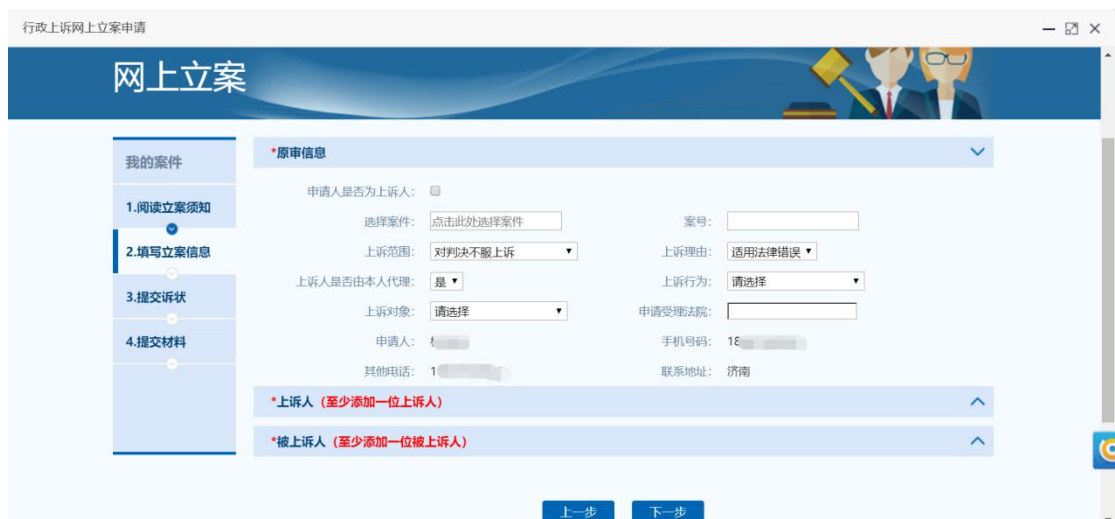 行政上诉网上立案申请
网上立案
我的案件
1.阅读立案须知
2.填写立案信息
3.提交诉状
4.提交材料
*原审信息
申请人是否为上诉人：
选择案件： 点击此处选择案件 案号：
上诉范围： 对判决不服上诉 上诉理由： 适用法律错误
上诉人是否由本人代理： 是 上诉行为： 请选择
上诉对象： 请选择 申请受理法院：
申请人： 手机号码： 18
其他电话： 1 联系地址： 济南
*上诉人（至少添加一位上诉人）
*被上诉人（至少添加一位被上诉人）
上一步 下一步